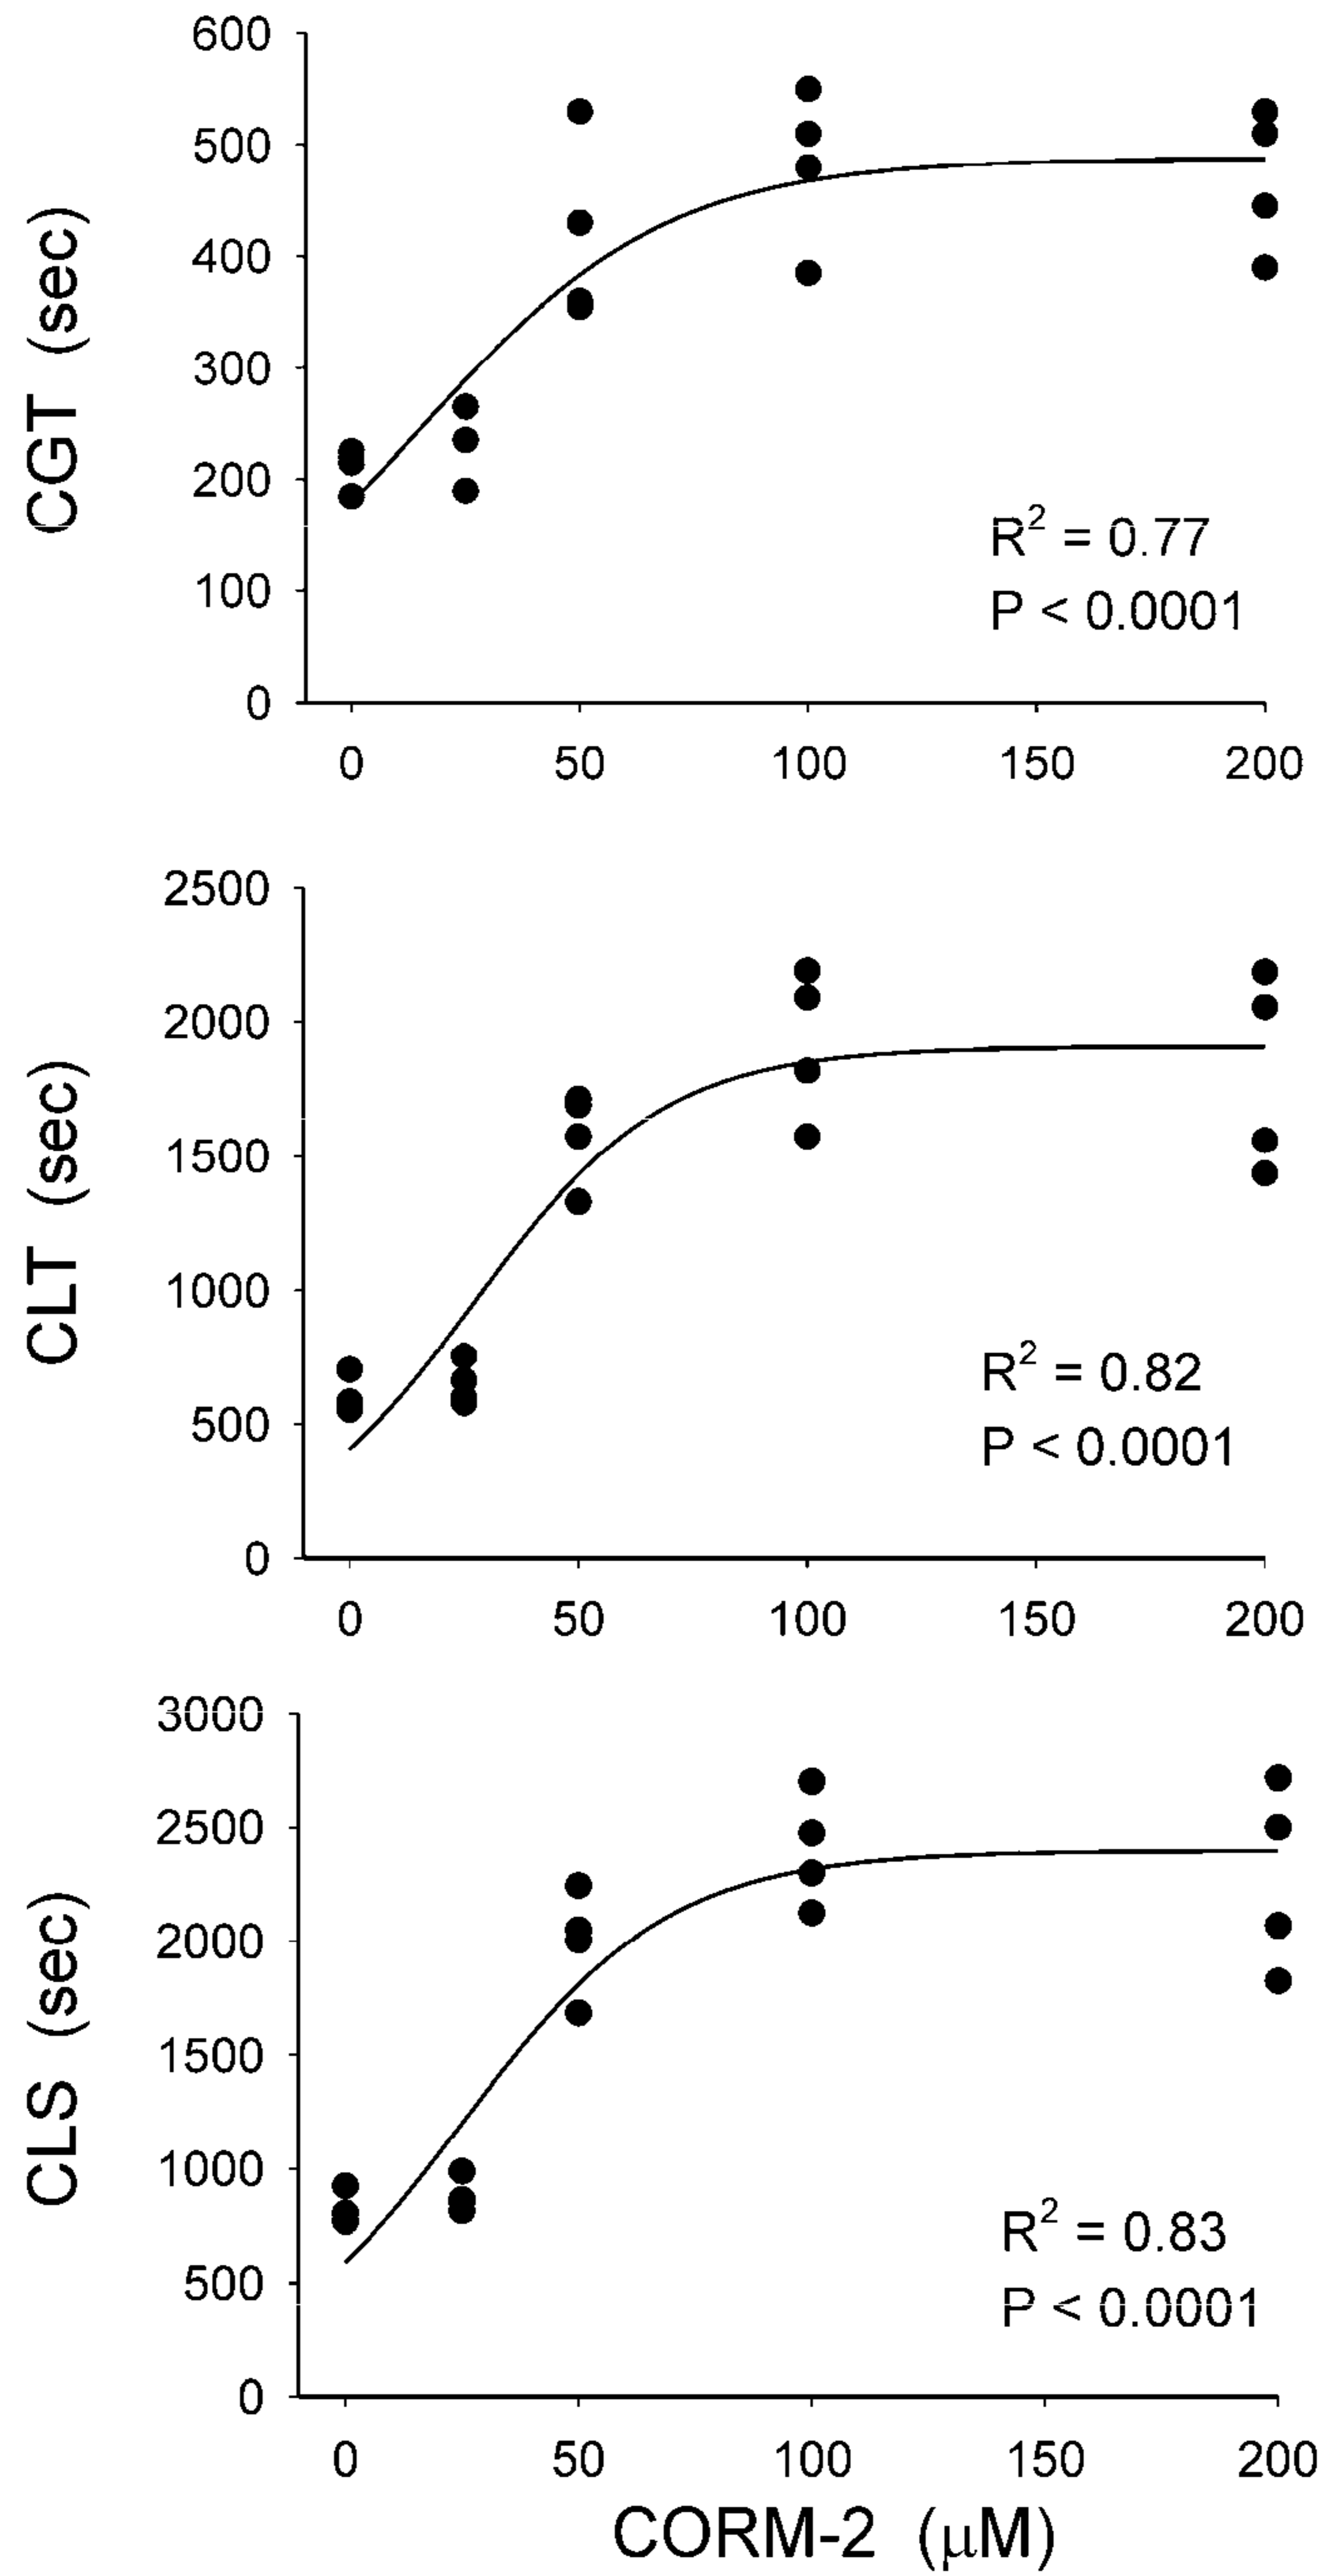 600
500
400
300
200
100
0
CGT (sec)
R² = 0.77
P < 0.0001
0 50 100 150 200
2500
2000
1500
1000
500
0
CLT (sec)
R² = 0.82
P < 0.0001
0 50 100 150 200
3000
2500
2000
1500
1000
500
0
CLS (sec)
R² = 0.83
P < 0.0001
0 50 100 150 200
CORM-2 (μM)